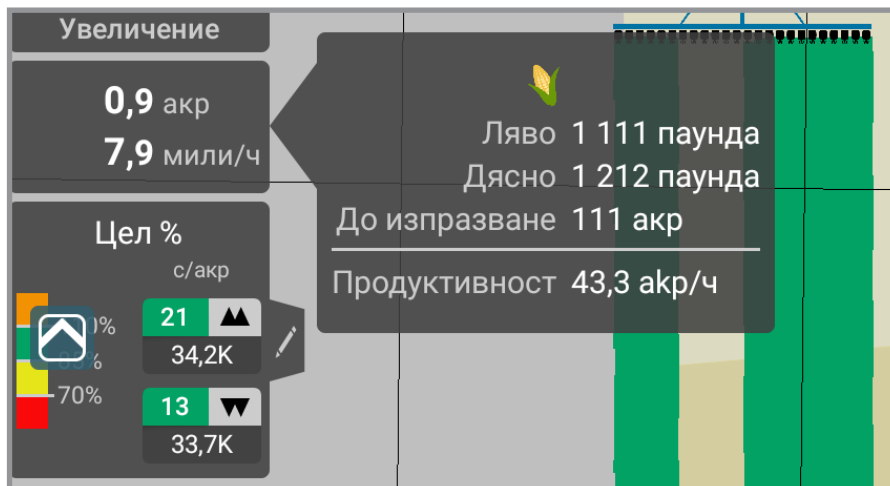 Увеличение
0,9 акр
7,9 мили/ч
Ляво 1 111 паунда
Дясно 1 212 паунда
До изпразване 111 акр
Продуктивност 43,3 akp/ч
Цел %
с/акр
21
34,2K
70%
13
33,7K